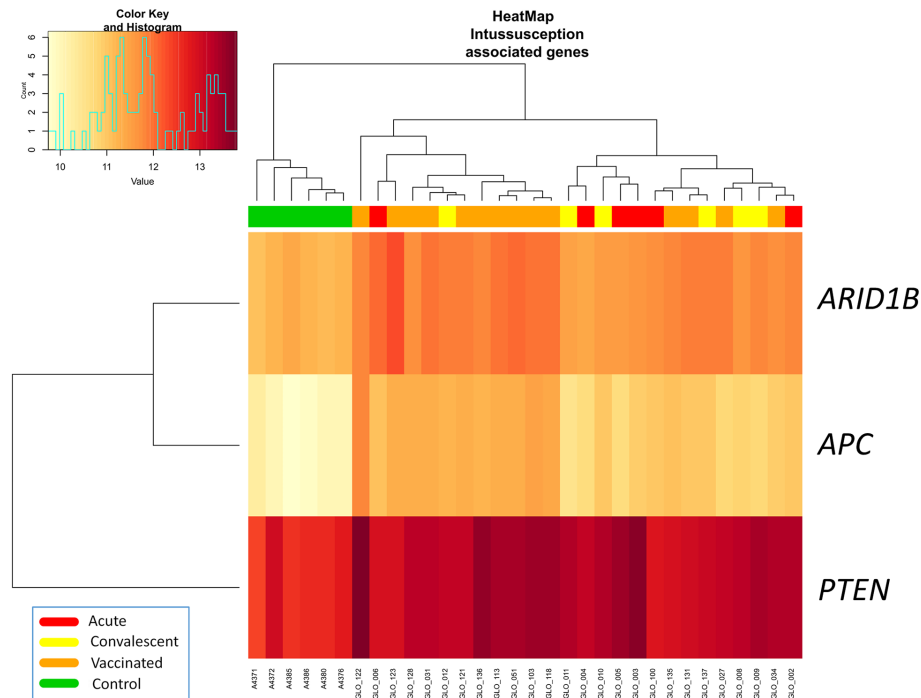 Color Key
and Histogram
Count
0 1 2 3 4 5 6
10 11 12 13
Value
HeatMap
Intussusception
associated genes
ARID1B
APC
PTEN
Acute
Convalescent
Vaccinated
Control
A4371
A4372
A4385
A4386
A4380
A4376
GLO_122
GLO_006
GLO_123
GLO_128
GLO_031
GLO_012
GLO_121
GLO_136
GLO_113
GLO_051
GLO_103
GLO_118
GLO_011
GLO_004
GLO_010
GLO_005
GLO_003
GLO_100
GLO_135
GLO_131
GLO_137
GLO_027
GLO_008
GLO_009
GLO_034
GLO_002